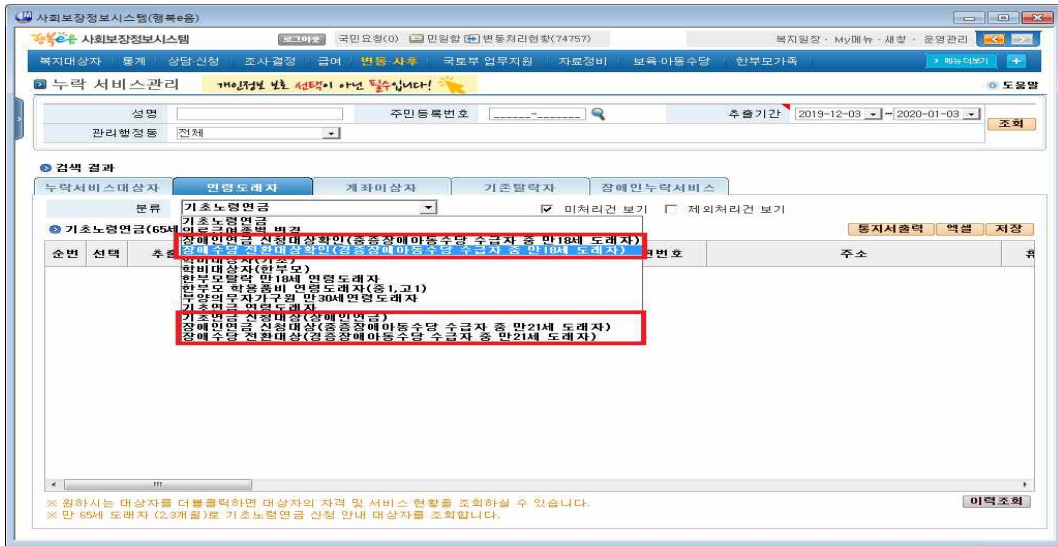 사회보장정보시스템(행복e음)
행복e음 사회보장정보시스템 로그아웃 국민요청(0) 민원함 변동처리현황(74757) 복지원장 · My메뉴 · 새창 · 운영관리
복지대상자 통계 상담·신청 조사·결정 급여 변동·사후 국토부 업무지원 자료정비 보육·아동수당 한부모가족 > 메뉴더보기 +
누락 서비스관리 개인정보 보호 선택이 아닌 필수입니다! 도움말
성명 주민등록번호 ______-_______ 추출기간 2019-12-03 ~ 2020-01-03 조회
관리행정동 전체
검색 결과
누락서비스대상자 연령도래자 계좌이상자 기존탈락자 장애인누락서비스
분류 기초노령연금 미처리건 보기 제외처리건 보기
기초노령연금(65세 통지서출력 엑셀 저장
순번 선택 추출 번호 주소
기초노령연금
의료급여종별 변경
장애인연금 신청대상확인(중증장애아동수당 수급자 중 만18세 도래자)
장애수당 전환대상확인(경증장애아동수당 수급자 중 만18세 도래자)
학비대상자(기초)
학비대상자(한부모)
한부모탈락 만18세 연령도래자
한부모 학용품비 연령도래자(중1,고1)
부양의무자가구원 만30세연령도래자
기초연금 연령도래자
기초연금 신청대상(장애인연금)
장애인연금 신청대상(중증장애아동수당 수급자 중 만21세 도래자)
장애수당 전환대상(경증장애아동수당 수급자 중 만21세 도래자)
※ 원하시는 대상자를 더블클릭하면 대상자의 자격 및 서비스 현황을 조회하실 수 있습니다. 이력조회
※ 만 65세 도래자 (2,3개월)로 기초노령연금 신청 안내 대상자를 조회합니다.